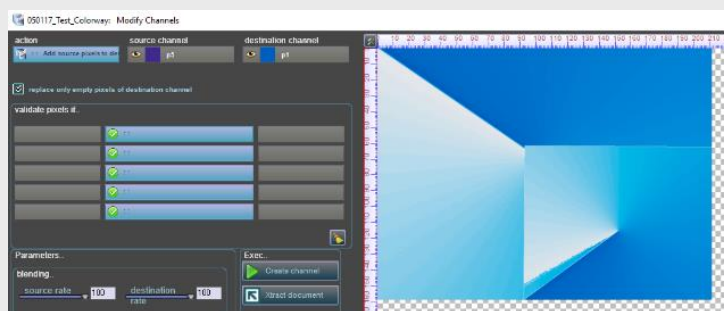 050117_Test_Colorway: Modify Channels
action source channel destination channel
Add source pixels to de p1 p1
replace only empty pixels of destination channel
validate pixels if..
Parameters.. Exec..
blending.. Create channel
source rate 100 destination rate 100
Xtract document
10 20 30 40 50 60 70 80 90 100 110 120 130 140 150 160 170 180 190 200 210